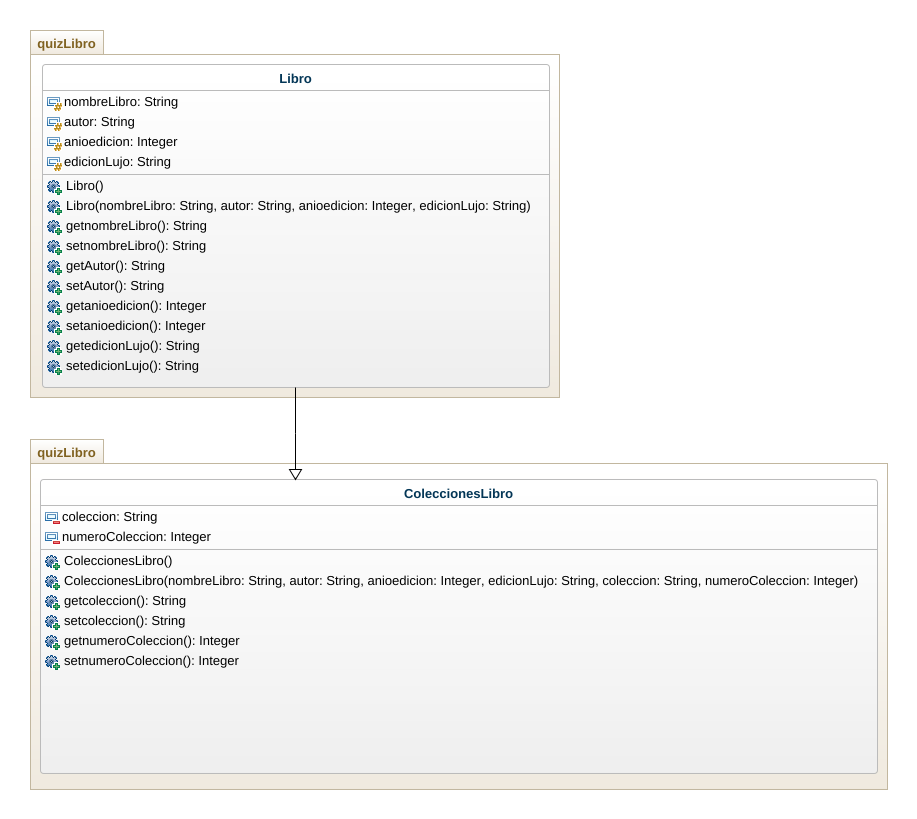 quizLibro
Libro
nombreLibro: String
autor: String
anioedicion: Integer
edicionLujo: String
Libro()
Libro(nombreLibro: String, autor: String, anioedicion: Integer, edicionLujo: String)
getnombreLibro(): String
setnombreLibro(): String
getAutor(): String
setAutor(): String
getanioedicion(): Integer
setanioedicion(): Integer
getedicionLujo(): String
setedicionLujo(): String
quizLibro
ColeccionesLibro
coleccion: String
numeroColeccion: Integer
ColeccionesLibro()
ColeccionesLibro(nombreLibro: String, autor: String, anioedicion: Integer, edicionLujo: String, coleccion: String, numeroColeccion: Integer)
getcoleccion(): String
setcoleccion(): String
getnumeroColeccion(): Integer
setnumeroColeccion(): Integer